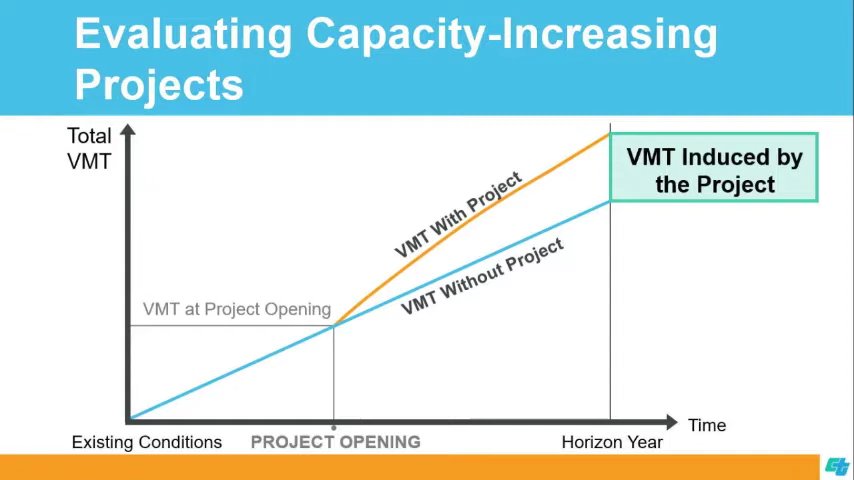 Evaluating Capacity-Increasing
Projects
Total
VMT
VMT Induced by
the Project
VMT With Project
VMT Without Project
VMT at Project Opening
Time
Existing Conditions
PROJECT OPENING
Horizon Year